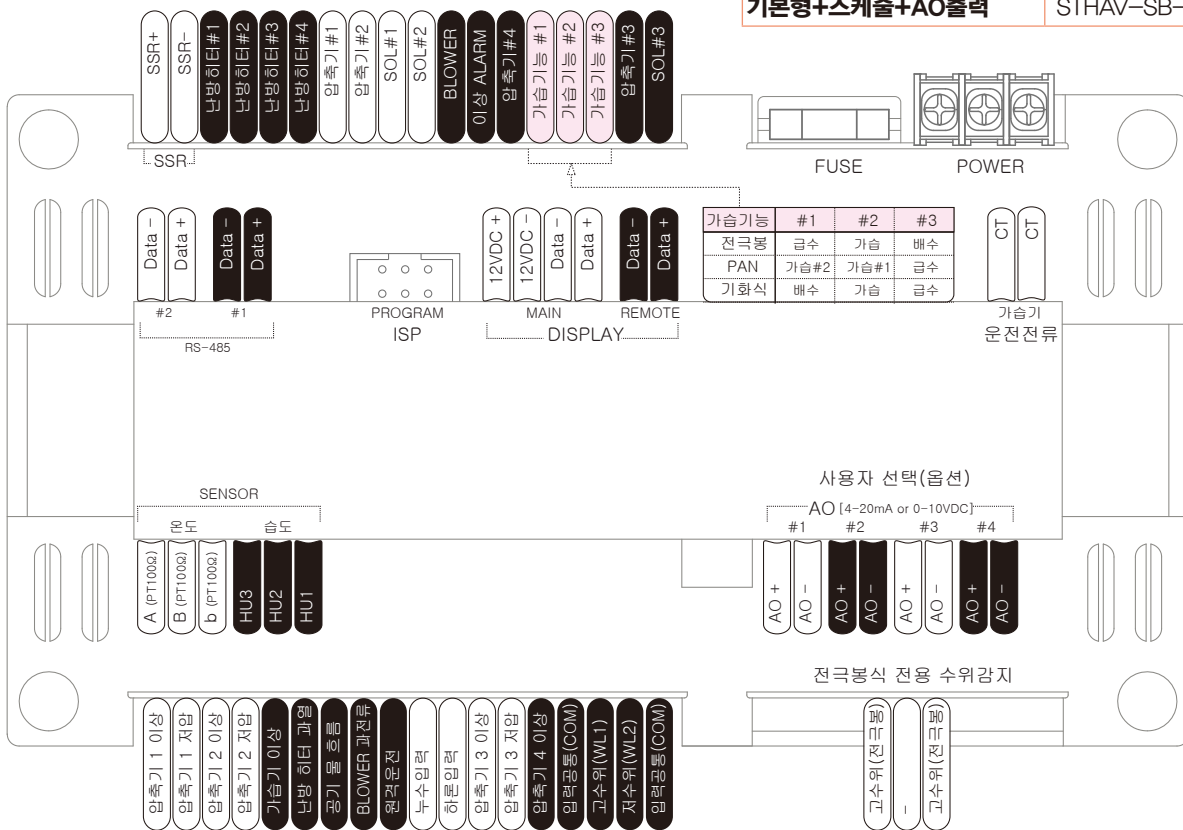 기본형+스케줄+AO출력
STHAV-SB-
SSR+
SSR-
난방히터#1
난방히터#2
난방히터#3
난방히터#4
압축기#1
압축기#2
SOL#1
SOL#2
BLOWER
이상 ALARM
압축기#4
가습기능 #1
가습기능 #2
가습기능 #3
압축기#3
SOL#3
SSR
FUSE
POWER
Data -
Data +
Data -
Data +
#2
#1
RS-485
PROGRAM
ISP
12VDC +
12VDC -
Data -
Data +
Data -
Data +
MAIN
REMOTE
DISPLAY
가습기능 #1 #2 #3
전극봉 급수 가습 배수
PAN 가습#2 가습#1 급수
기화식 배수 가습 급수
CT
CT
가습기
운전전류
SENSOR
온도
습도
A (PT100Ω)
B (PT100Ω)
b (PT100Ω)
HU3
HU2
HU1
사용자 선택(옵션)
AO [4-20mA or 0-10VDC]
#1
#2
#3
#4
AO +
AO -
AO +
AO -
AO +
AO -
AO +
AO -
전극봉식 전용 수위감지
압축기 1 이상
압축기 1 저압
압축기 2 이상
압축기 2 저압
가습기 이상
난방 히터 과열
공기 물 흐름
BLOWER 과전류
원격운전
누수입력
하론입력
압축기 3 이상
압축기 3 저압
압축기 4 이상
입력공통(COM)
고수위(WL1)
저수위(WL2)
입력공통(COM)
고수위(전극봉)
-
고수위(전극봉)